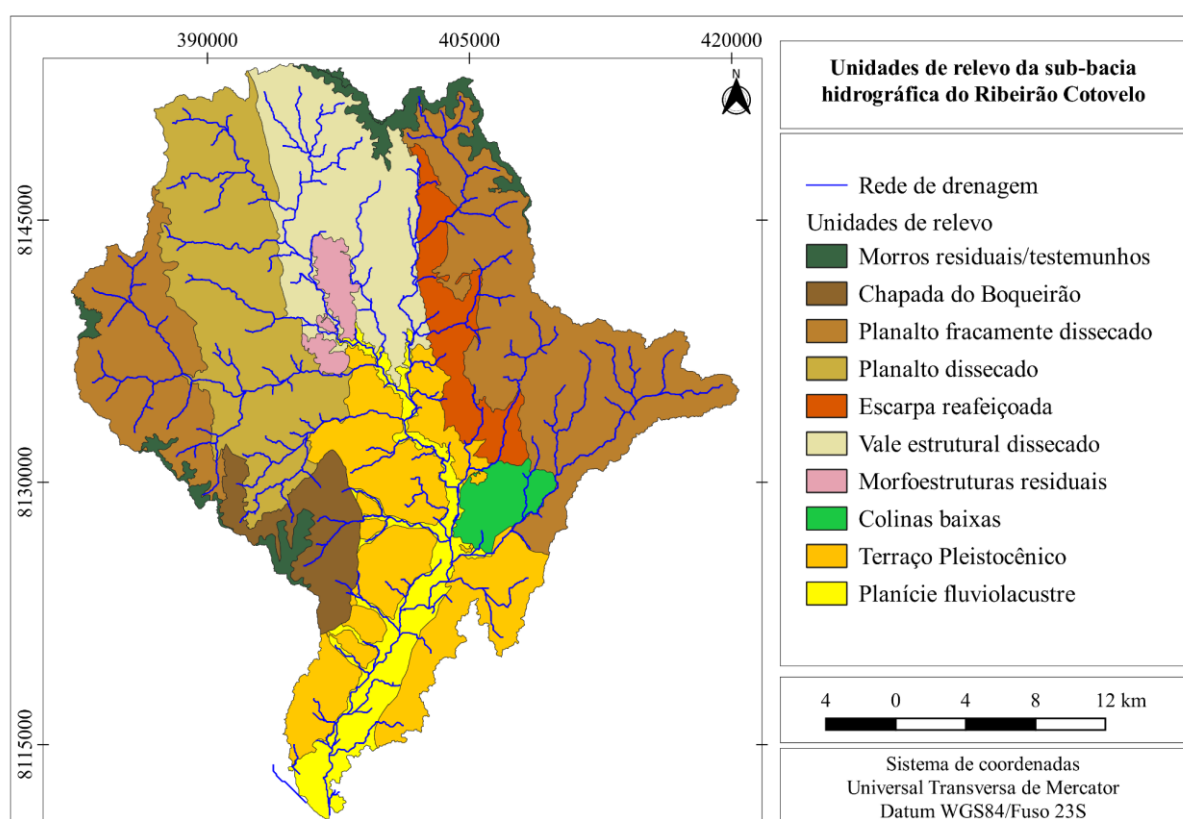 390000
405000
420000
8145000
8130000
8115000
N
Unidades de relevo da sub-bacia
hidrográfica do Ribeirão Cotovelo
Rede de drenagem
Unidades de relevo
Morros residuais/testemunhos
Chapada do Boqueirão
Planalto fracamente dissecado
Planalto dissecado
Escarpa reafeiçoada
Vale estrutural dissecado
Morfoestruturas residuais
Colinas baixas
Terraço Pleistocênico
Planície fluviolacustre
4 0 4 8 12 km
Sistema de coordenadas
Universal Transversa de Mercator
Datum WGS84/Fuso 23S